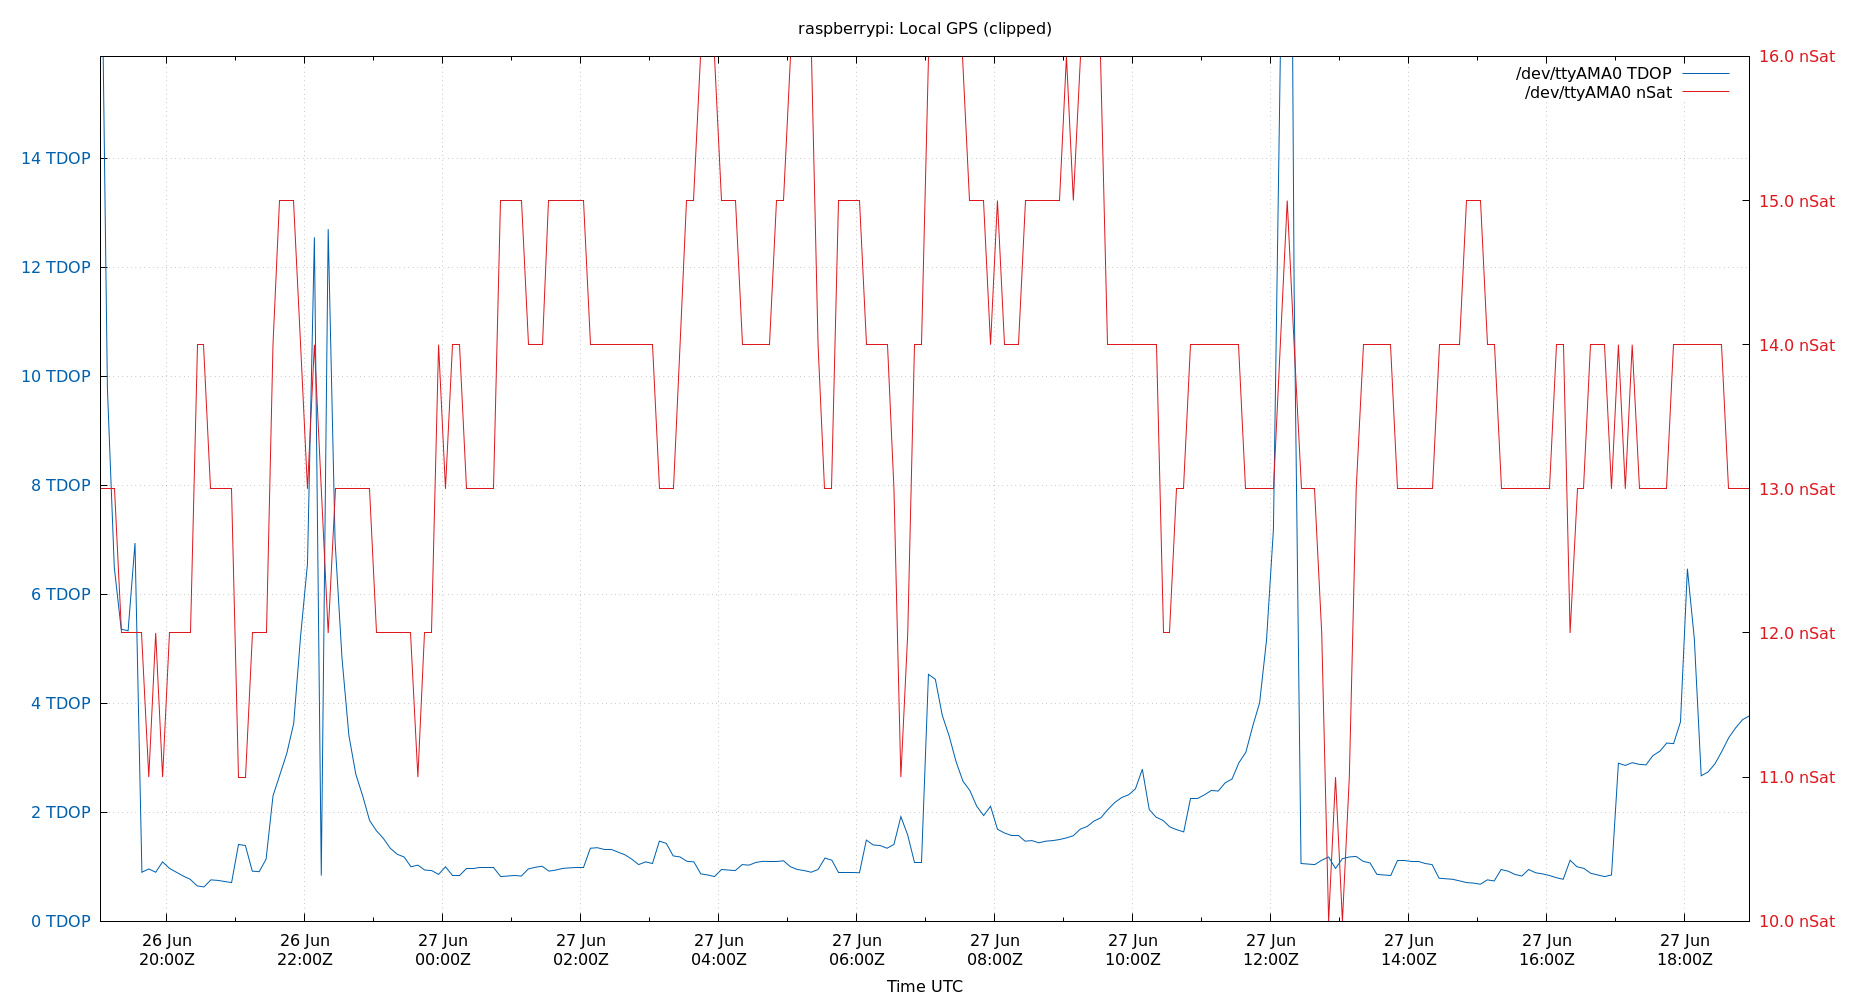 raspberrypi: Local GPS (clipped)
/dev/ttyAMA0 TDOP
/dev/ttyAMA0 nSat
14 TDOP
12 TDOP
10 TDOP
8 TDOP
6 TDOP
4 TDOP
2 TDOP
0 TDOP
16.0 nSat
15.0 nSat
14.0 nSat
13.0 nSat
12.0 nSat
11.0 nSat
10.0 nSat
26 Jun
20:00Z
26 Jun
22:00Z
27 Jun
00:00Z
27 Jun
02:00Z
27 Jun
04:00Z
27 Jun
06:00Z
27 Jun
08:00Z
27 Jun
10:00Z
27 Jun
12:00Z
27 Jun
14:00Z
27 Jun
16:00Z
27 Jun
18:00Z
Time UTC